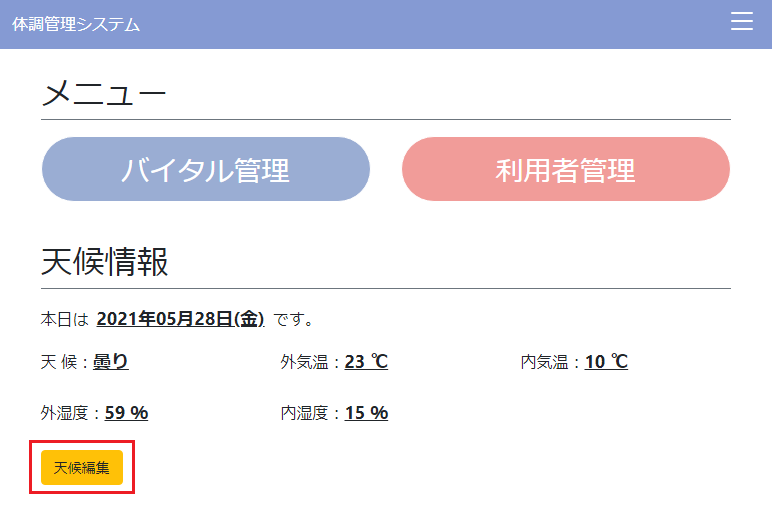 体調管理システム
メニュー
バイタル管理 利用者管理
天候情報
本日は 2021年05月28日(金) です。
天 候：曇り 外気温：23 ℃ 内気温：10 ℃
外湿度：59 % 内湿度：15 %
天候編集